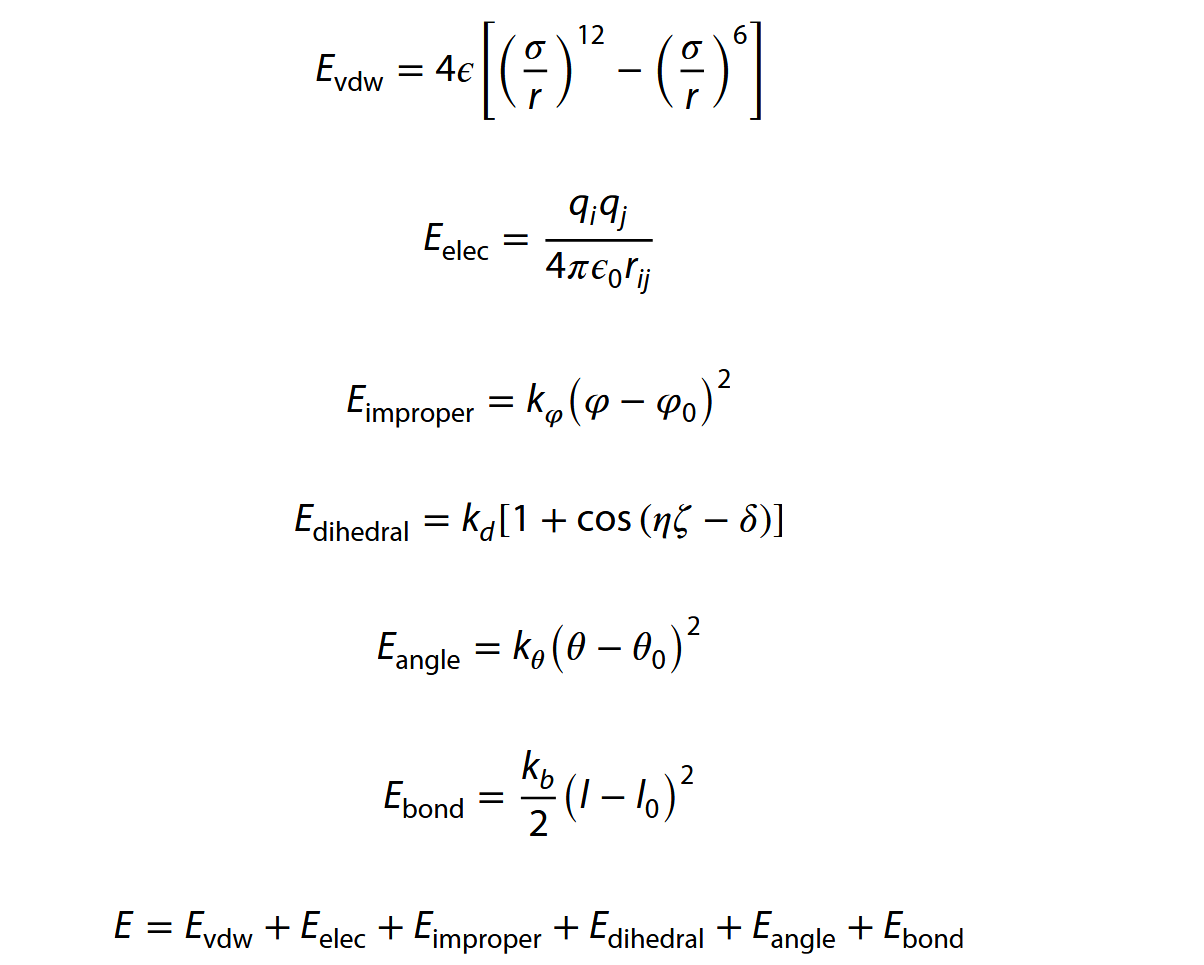 E_vdw = 4ϵ[(σ/r)^12 − (σ/r)^6]
E_elec = q_i q_j / 4πϵ_0 r_ij
E_improper = k_φ(φ − φ_0)^2
E_dihedral = k_d[1 + cos (ηζ − δ)]
E_angle = k_θ(θ − θ_0)^2
E_bond = k_b/2 (l − l_0)^2
E = E_vdw + E_elec + E_improper + E_dihedral + E_angle + E_bond